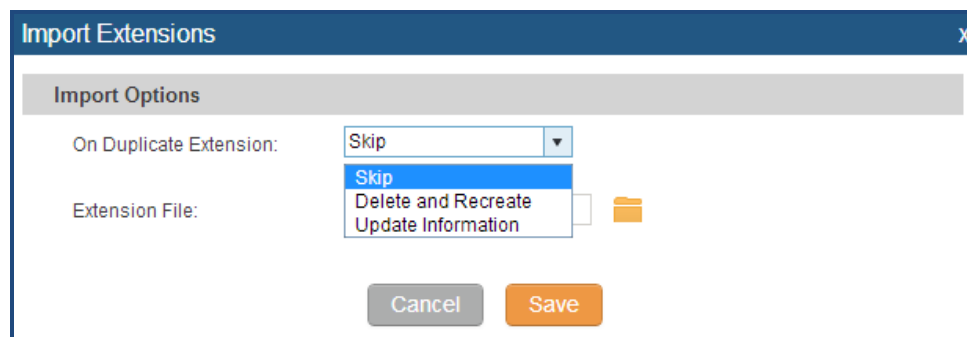 Import Extensions x
Import Options
On Duplicate Extension: Skip
Skip
Delete and Recreate
Extension File:
Update Information
Cancel Save